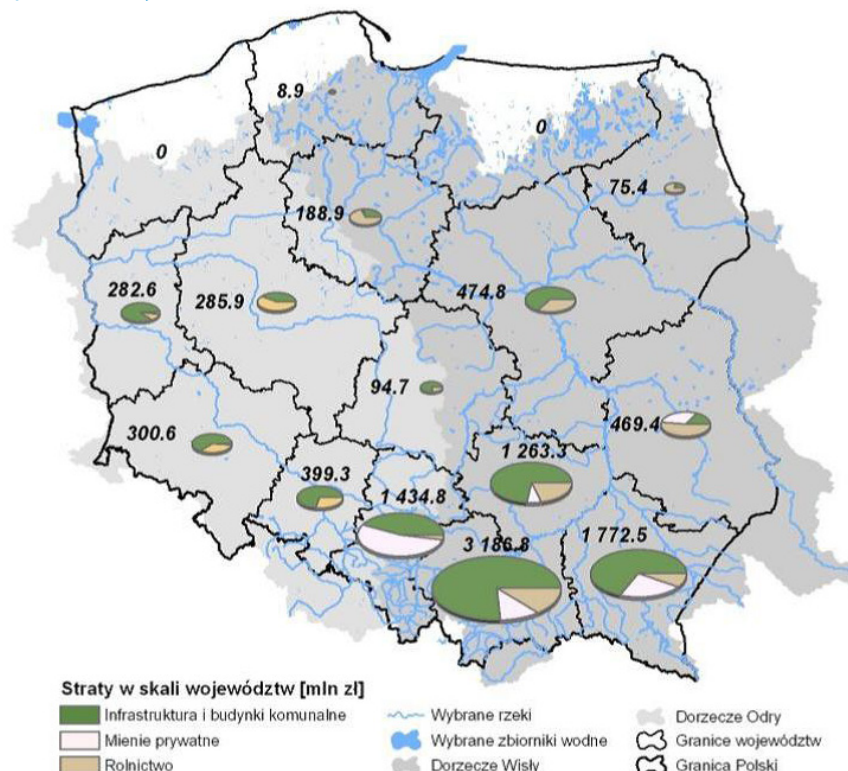 8.9
0
0
75.4
188.9
282.6
285.9
474.8
94.7
300.6
469.4
399.3
1 263.3
1 434.8
3 186.8
1 772.5
Straty w skali województw [mln zł]
Infrastruktura i budynki komunalne
Mienie prywatne
Rolnictwo
Wybrane rzeki
Wybrane zbiorniki wodne
Dorzecze Wisły
Dorzecze Odry
Granice województw
Granica Polski